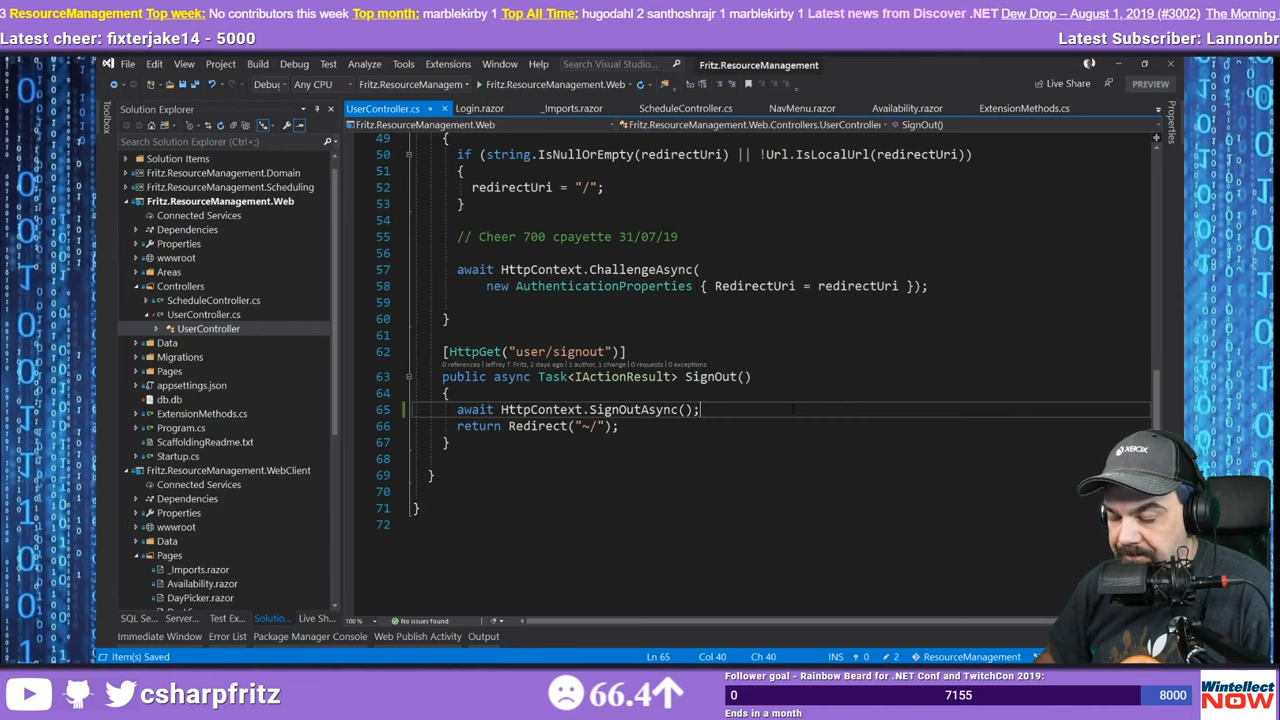 3 ResourceManagement Top week: No contributors this week Top month: marblekirby 1 Top All Time: hugodahl 2 santhoshrajr 1 marblekirby 1 Latest news from Discover .NET Dew Drop – August 1, 2019 (#3002) The Morning
Latest cheer: fixterjake14 - 5000
Latest Subscriber: Lannonbr
File Edit View Project Build Debug Test Analyze Tools Extensions Window Help Search Visual Studio... Fritz.ResourceManagement
Debug Any CPU Fritz.ResourceManagement Fritz.ResourceManagement.Web Live Share PREVIEW
Toolbox
Solution Explorer
Search Solution Explorer (Ctrl+;)
Solution Items
Fritz.ResourceManagement.Domain
Fritz.ResourceManagement.Scheduling
Fritz.ResourceManagement.Web
Connected Services
Dependencies
Properties
wwwroot
Areas
Controllers
ScheduleController.cs
UserController.cs
UserController
Data
Migrations
Pages
appsettings.json
db.db
ExtensionMethods.cs
Program.cs
ScaffoldingReadme.txt
Startup.cs
Fritz.ResourceManagement.WebClient
Connected Services
Dependencies
Properties
wwwroot
Data
Pages
_Imports.razor
Availability.razor
DayPicker.razor
SQL Se... Server... Test Ex... Solutio... Live Sh...
UserController.cs Login.razor _Imports.razor ScheduleController.cs NavMenu.razor Availability.razor ExtensionMethods.cs
Fritz.ResourceManagement.Web Fritz.ResourceManagement.Web.Controllers.UserController SignOut()
Properties
49 {
50 if (string.IsNullOrEmpty(redirectUri) || !Url.IsLocalUrl(redirectUri))
51 {
52 redirectUri = "/";
53 }
54
55 // Cheer 700 cpayette 31/07/19
56
57 await HttpContext.ChallengeAsync(
58 new AuthenticationProperties { RedirectUri = redirectUri });
59
60 }
61
62 [HttpGet("user/signout")]
0 references | Jeffrey T. Fritz, 2 days ago | 1 author, 1 change | 0 requests | 0 exceptions
63 public async Task<IActionResult> SignOut()
64 {
65 await HttpContext.SignOutAsync();
66 return Redirect("~/");
67 }
68
69 }
70
71 }
72
100 % No issues found
Immediate Window Error List Package Manager Console Web Publish Activity Output
Item(s) Saved Ln 65 Col 40 Ch 40 INS 0 2 ResourceManagement
XBOX
csharpfritz
66.4
Follower goal - Rainbow Beard for .NET Conf and TwitchCon 2019:
0 7155 8000
Ends in a month
Wintellect
NOW